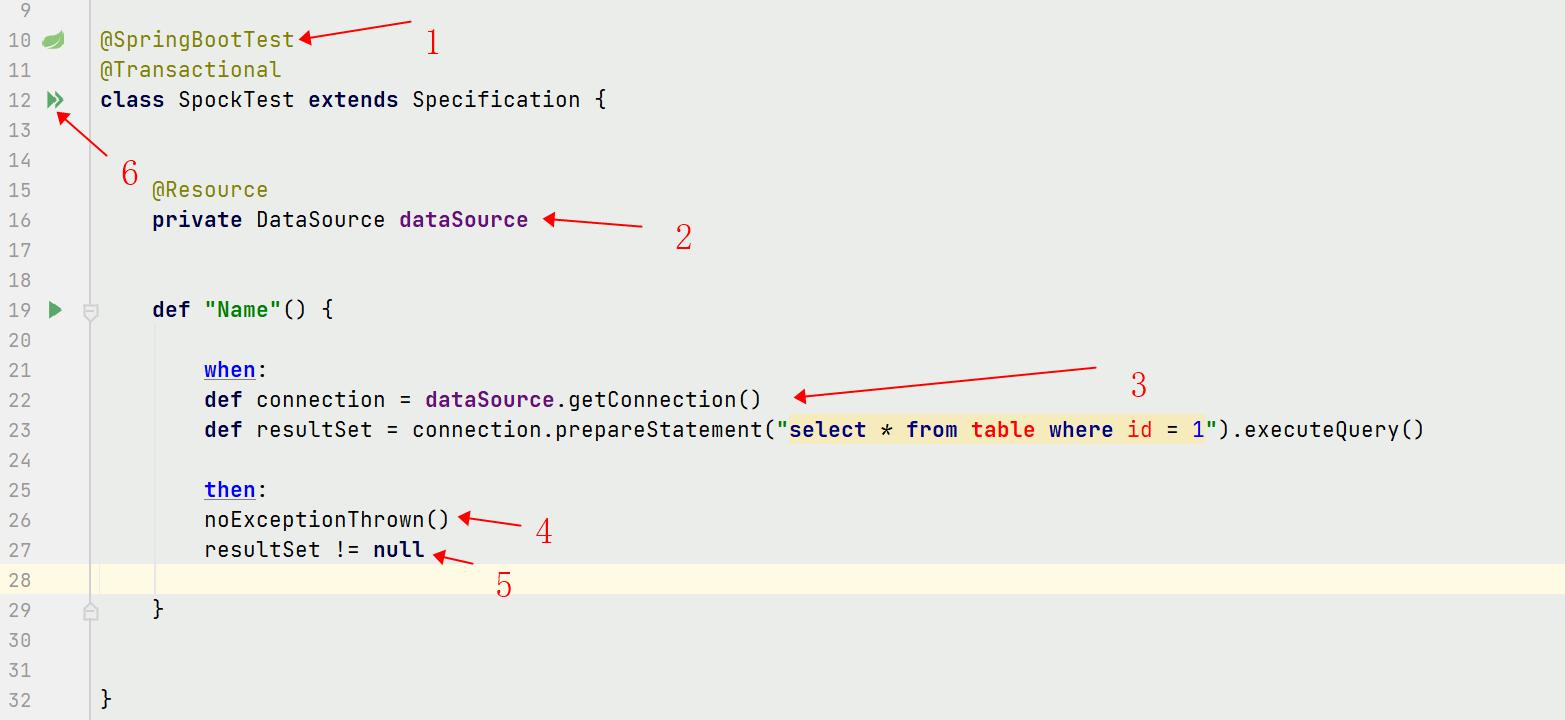 9
10 @SpringBootTest 1
11 @Transactional
12 class SpockTest extends Specification {
13
14
6
15 @Resource
16 private DataSource dataSource
2
17
18
19 def "Name"() {
20
21 when:
3
22 def connection = dataSource.getConnection()
23 def resultSet = connection.prepareStatement("select * from table where id = 1").executeQuery()
24
25 then:
26 noExceptionThrown() 4
27 resultSet != null
28 5
29 }
30
31
32 }